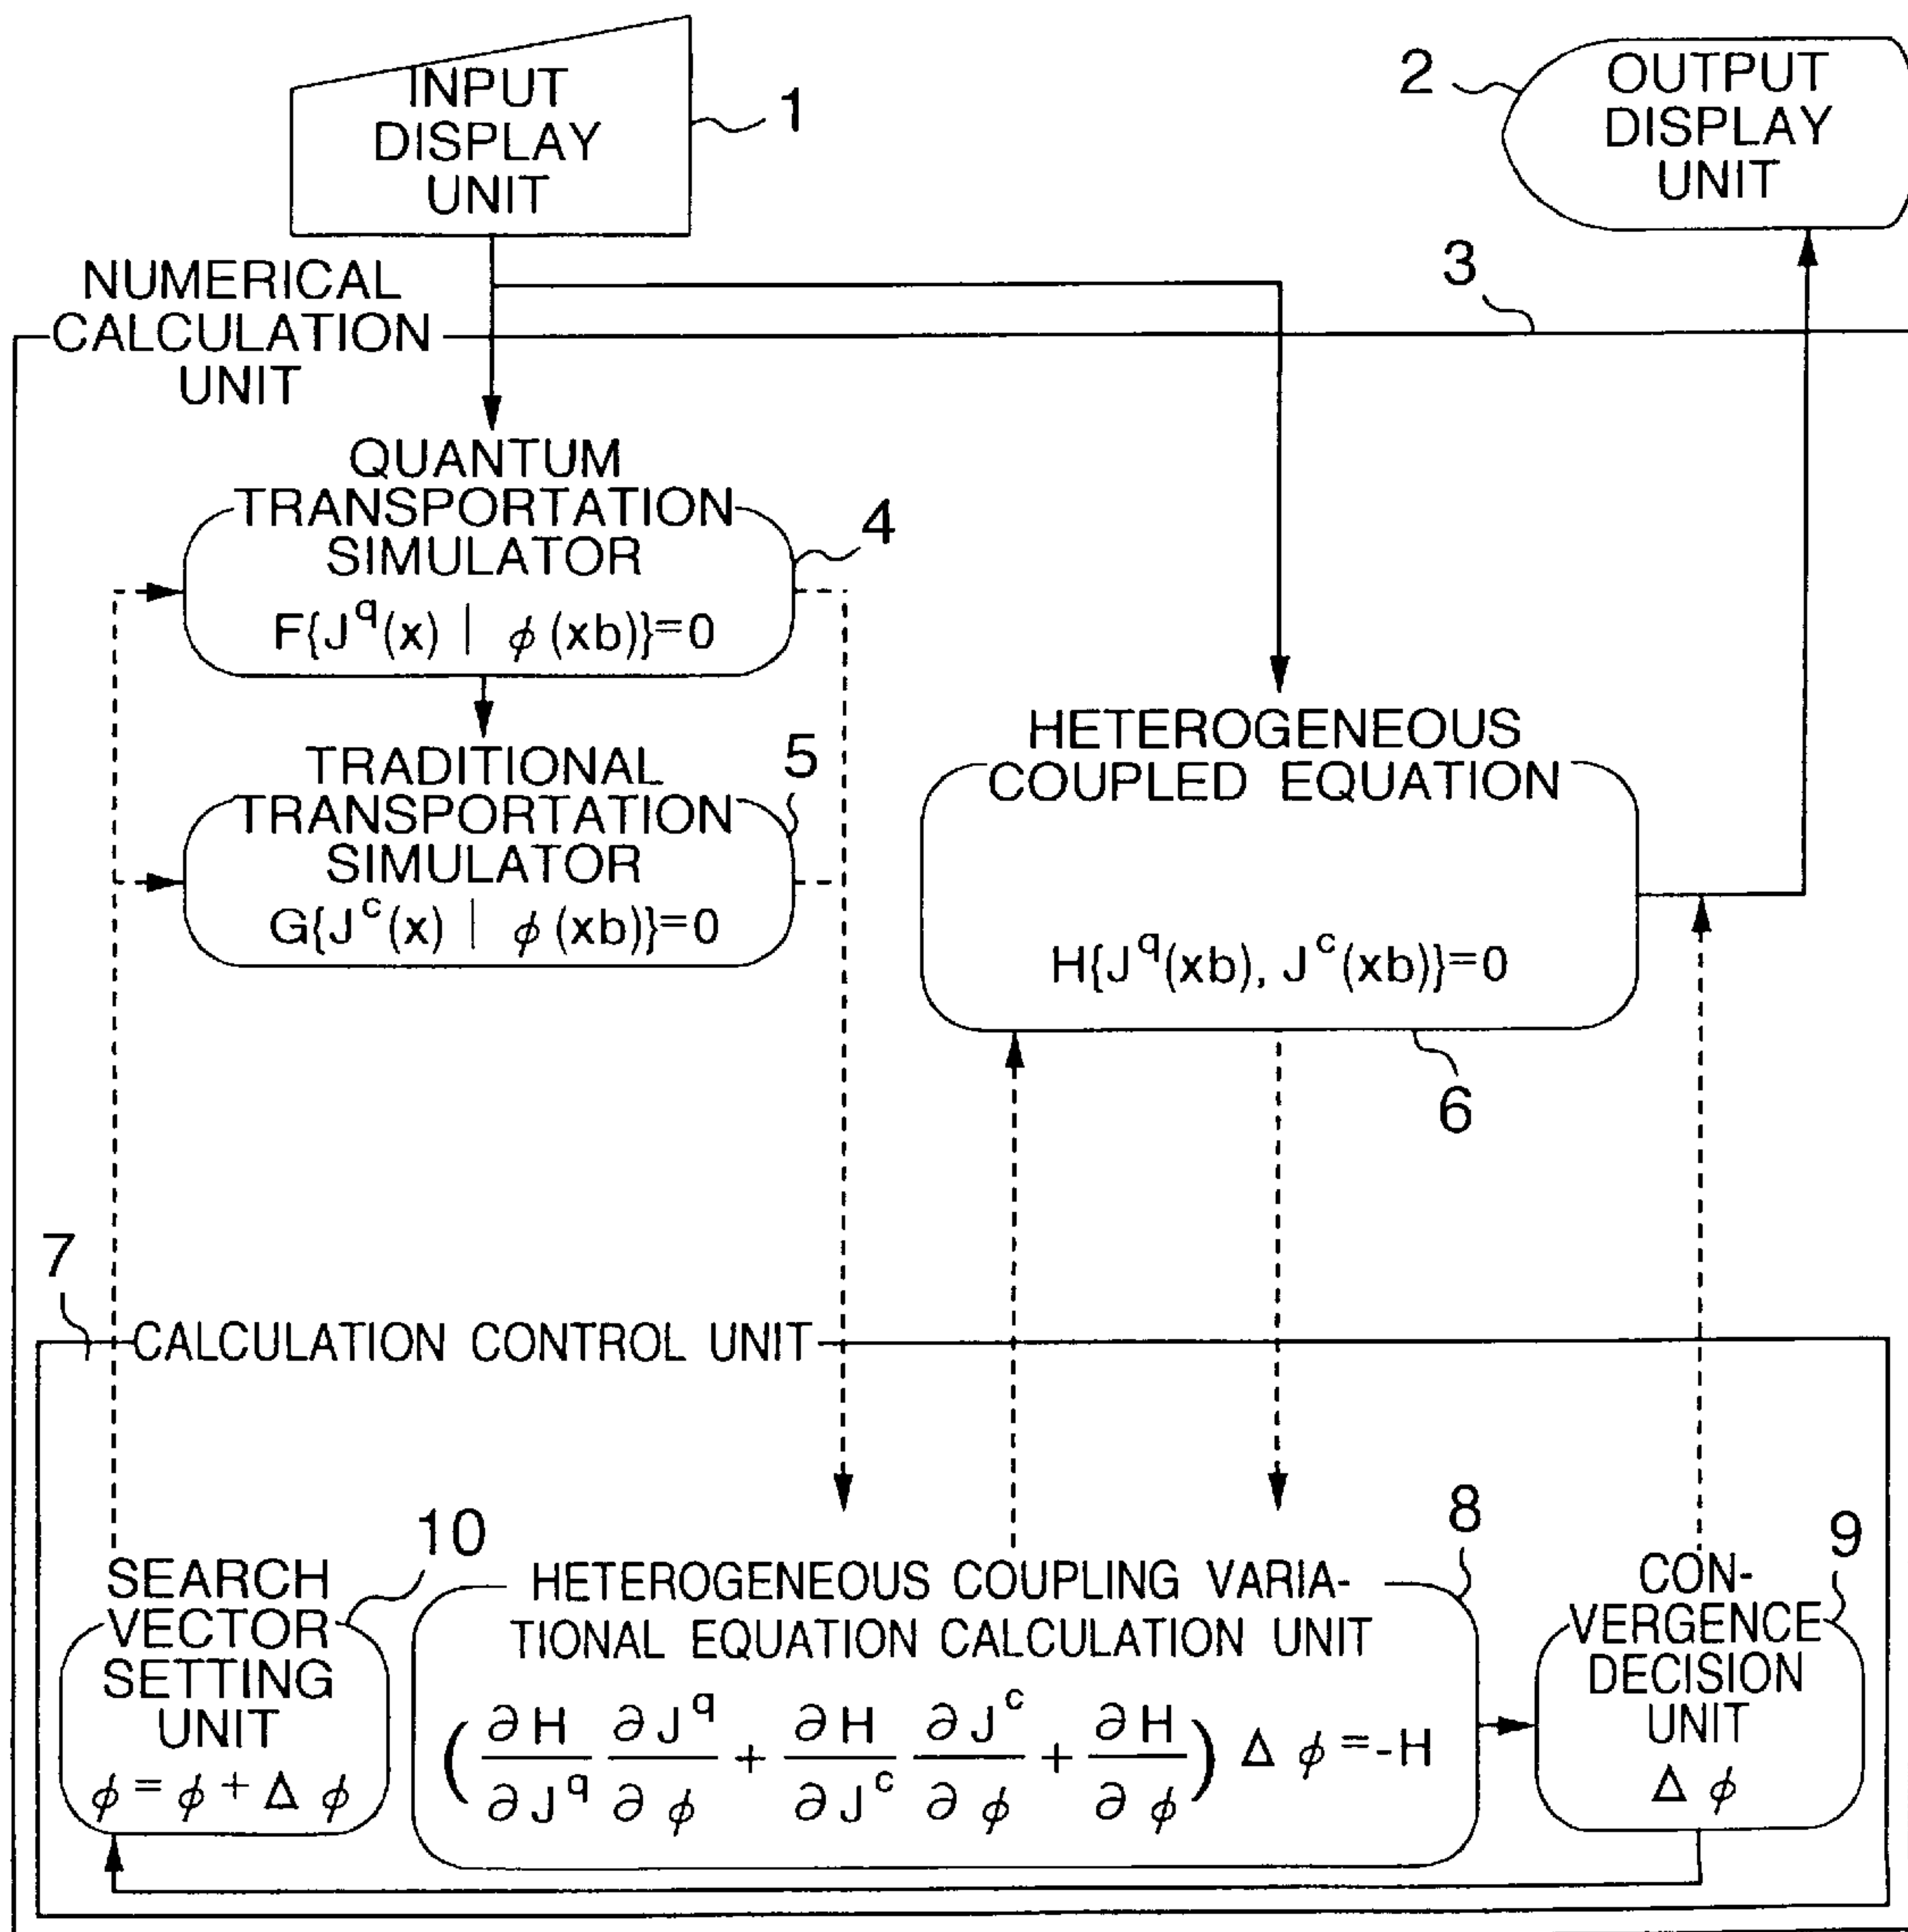 INPUT
DISPLAY
UNIT
1
2
OUTPUT
DISPLAY
UNIT
3
NUMERICAL
CALCULATION
UNIT
QUANTUM
TRANSPORTATION
SIMULATOR
F{J^q(x) | ϕ(xb)}=0
4
TRADITIONAL
TRANSPORTATION
SIMULATOR
G{J^c(x) | ϕ(xb)}=0
5
HETEROGENEOUS
COUPLED EQUATION
H{J^q(xb), J^c(xb)}=0
6
7
CALCULATION CONTROL UNIT
10
SEARCH
VECTOR
SETTING
UNIT
ϕ=ϕ+Δϕ
8
HETEROGENEOUS COUPLING VARIA-
TIONAL EQUATION CALCULATION UNIT
(∂H/∂J^q ∂J^q/∂ϕ + ∂H/∂J^c ∂J^c/∂ϕ + ∂H/∂ϕ) Δϕ=-H
9
CON-
VERGENCE
DECISION
UNIT
Δϕ